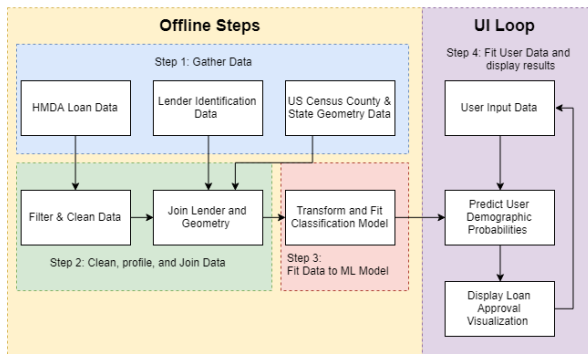 Offline Steps
UI Loop
Step 1: Gather Data
Step 4: Fit User Data and
display results
HMDA Loan Data
Lender Identification
Data
US Census County &
State Geometry Data
User Input Data
Filter & Clean Data
Join Lender and
Geometry
Transform and Fit
Classification Model
Predict User
Demographic
Probabilities
Step 2: Clean, profile, and Join Data
Step 3:
Fit Data to ML Model
Display Loan
Approval
Visualization